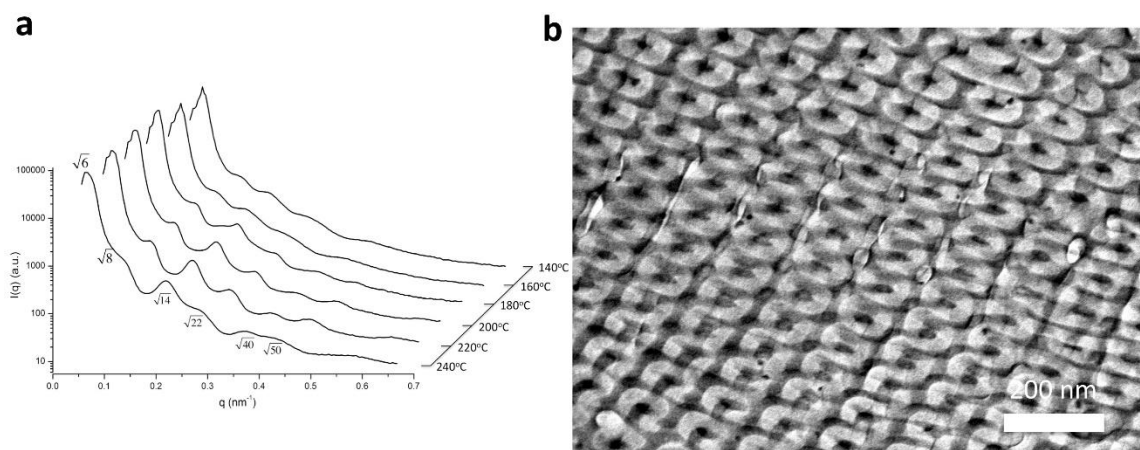 a
b
√6
√8
√14
√22
√40
√50
100000
10000
1000
100
10
I(q) (a.u.)
0.0 0.1 0.2 0.3 0.4 0.5 0.6 0.7
q (nm⁻¹)
140°C
160°C
180°C
200°C
220°C
240°C
200 nm